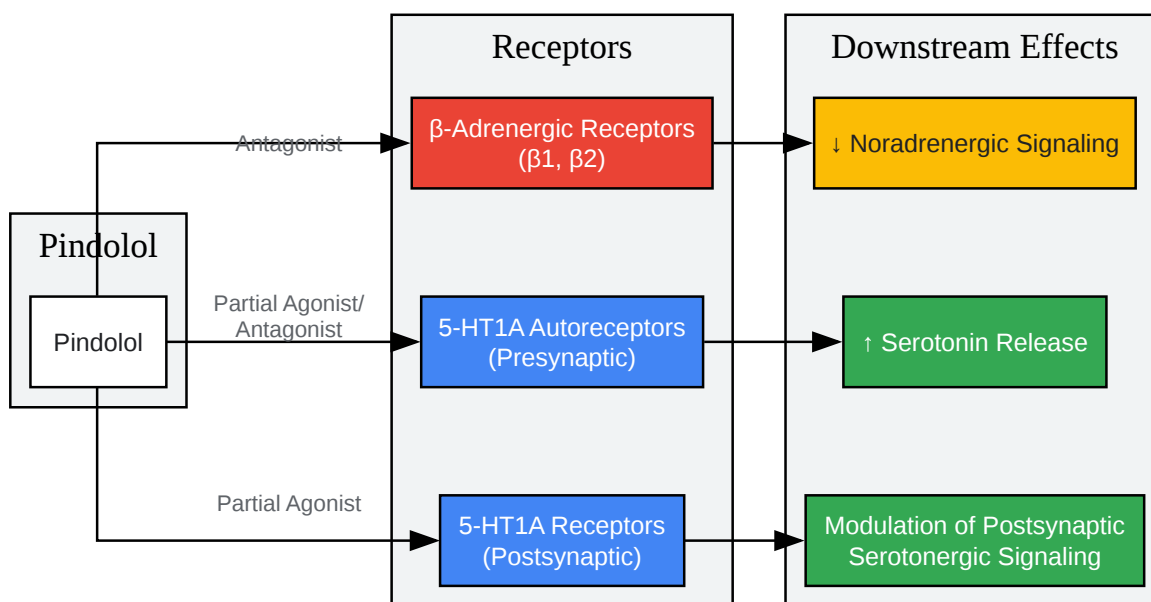 Receptors
Downstream Effects
Antagonist
β-Adrenergic Receptors
(β1, β2)
↓ Noradrenergic Signaling
Pindolol
Pindolol
Partial Agonist/
Antagonist
5-HT1A Autoreceptors
(Presynaptic)
↑ Serotonin Release
Partial Agonist
5-HT1A Receptors
(Postsynaptic)
Modulation of Postsynaptic
Serotonergic Signaling